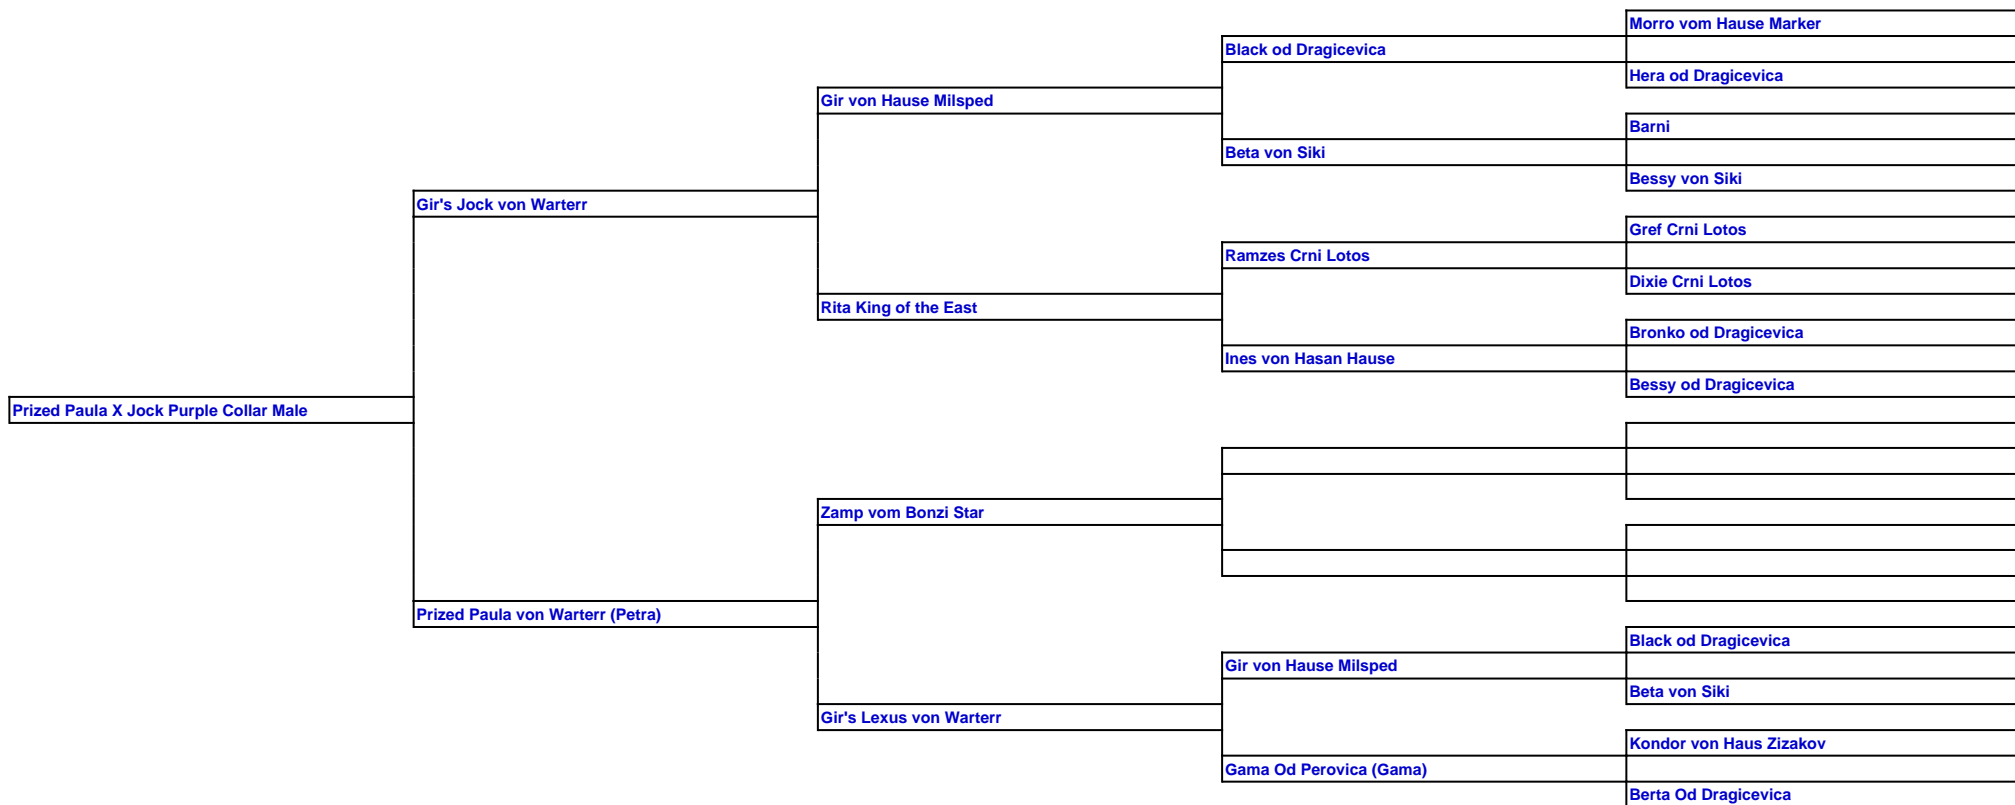 Morro vom Hause Marker
Black od Dragicevica
Hera od Dragicevica
Gir von Hause Milsped
Barni
Beta von Siki
Bessy von Siki
Gir's Jock von Warterr
Gref Crni Lotos
Ramzes Crni Lotos
Dixie Crni Lotos
Rita King of the East
Bronko od Dragicevica
Ines von Hasan Hause
Bessy od Dragicevica
Prized Paula X Jock Purple Collar Male
Zamp vom Bonzi Star
Prized Paula von Warterr (Petra)
Black od Dragicevica
Gir von Hause Milsped
Beta von Siki
Gir's Lexus von Warterr
Kondor von Haus Zizakov
Gama Od Perovica (Gama)
Berta Od Dragicevica